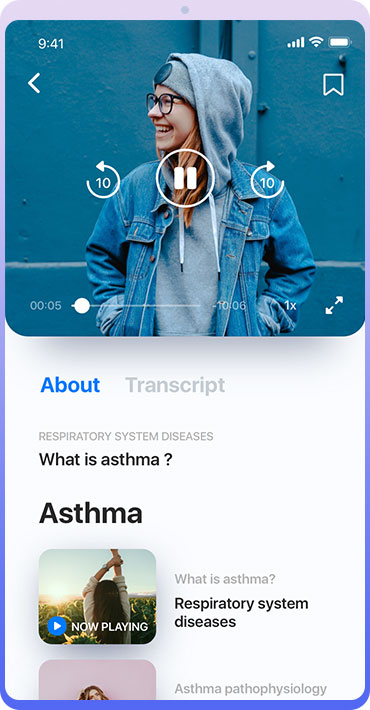 9:41
10
10
00:05
-10:06
1x
About Transcript
RESPIRATORY SYSTEM DISEASES
What is asthma ?
Asthma
What is asthma?
Respiratory system
diseases
NOW PLAYING
Asthma pathophysiology